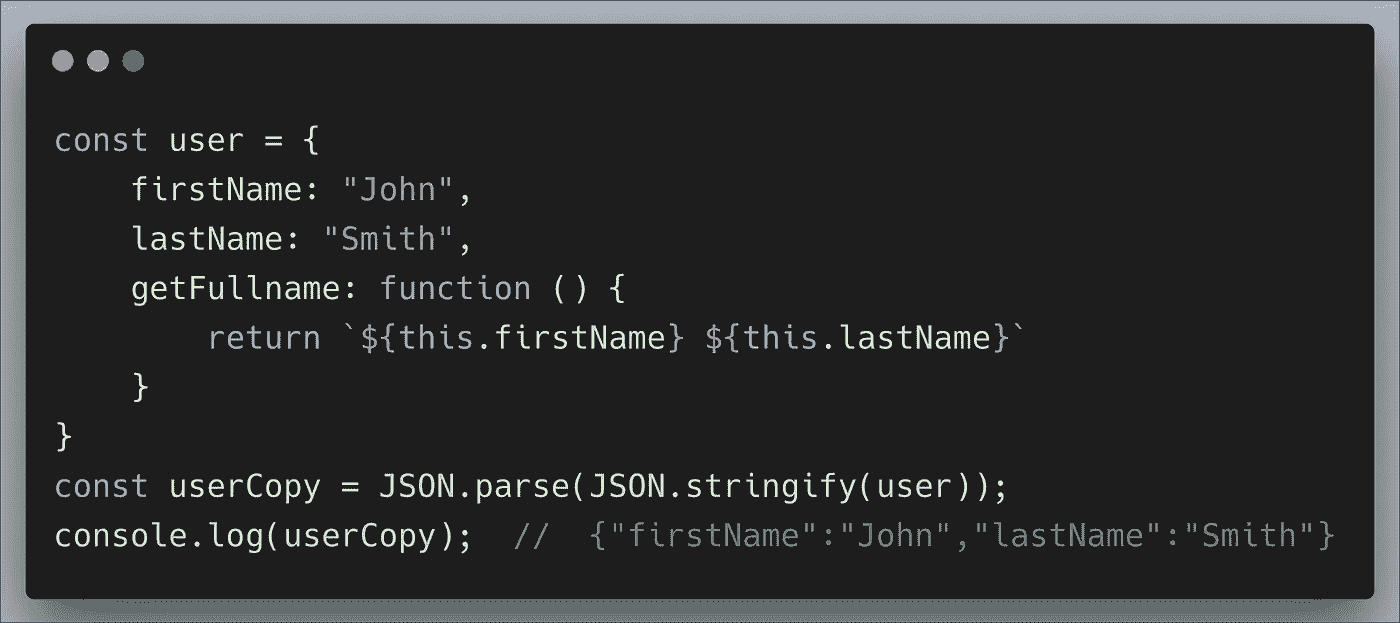 const user = {
    firstName: "John",
    lastName: "Smith",
    getFullname: function () {
        return `${this.firstName} ${this.lastName}`
    }
}
const userCopy = JSON.parse(JSON.stringify(user));
console.log(userCopy);  //  {"firstName":"John","lastName":"Smith"}